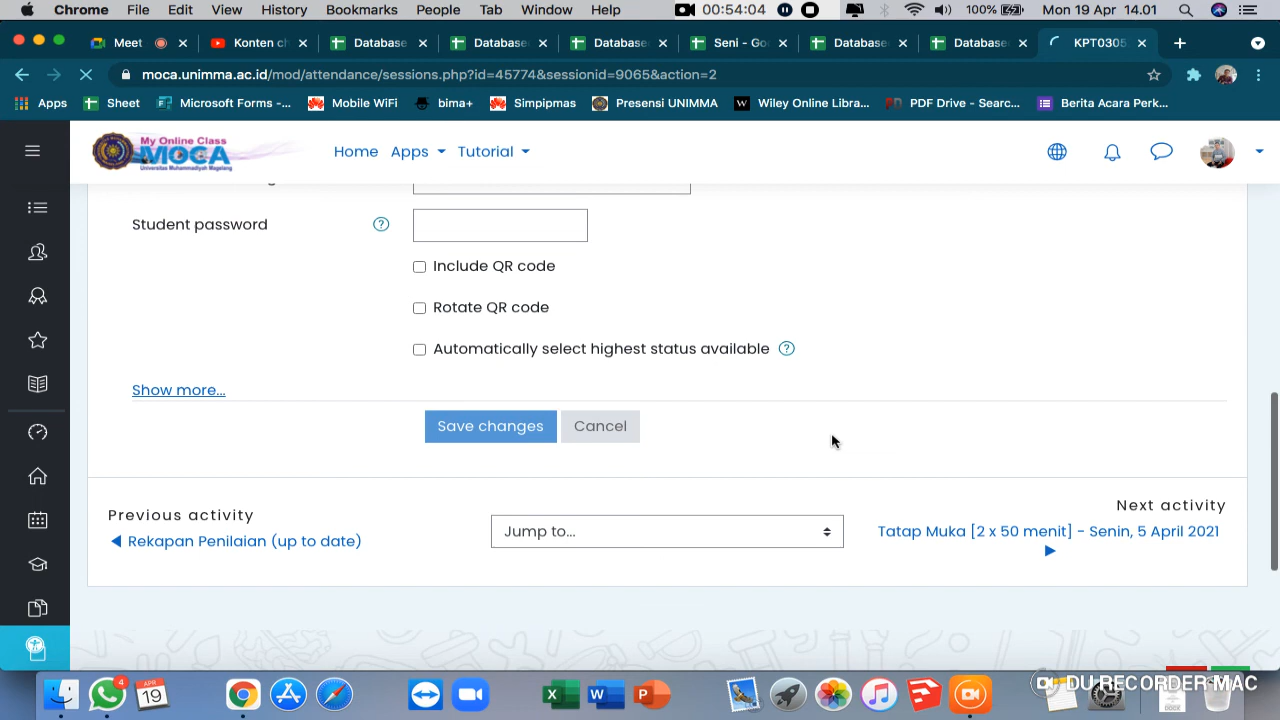 Chrome File Edit View History Bookmarks People Tab Window Help 00:54:04 100% Mon 19 Apr 14.01
Meet Konten c Database Database Database Seni - Go Database Database KPT0305
moca.unimma.ac.id/mod/attendance/sessions.php?id=45774&sessionid=9065&action=2
Apps Sheet Microsoft Forms -... Mobile WiFi bima+ Simpipmas Presensi UNIMMA Wiley Online Libra... PDF Drive - Searc... Berita Acara Perk...
My Online Class
MOCA
Universitas Muhammadiyah Magelang
Home Apps Tutorial
Student password
Include QR code
Rotate QR code
Automatically select highest status available
Show more...
Save changes Cancel
Previous activity
◀ Rekapan Penilaian (up to date)
Jump to...
Next activity
Tatap Muka [2 x 50 menit] - Senin, 5 April 2021
▶
4
APR
19
DU RECORDER MAC